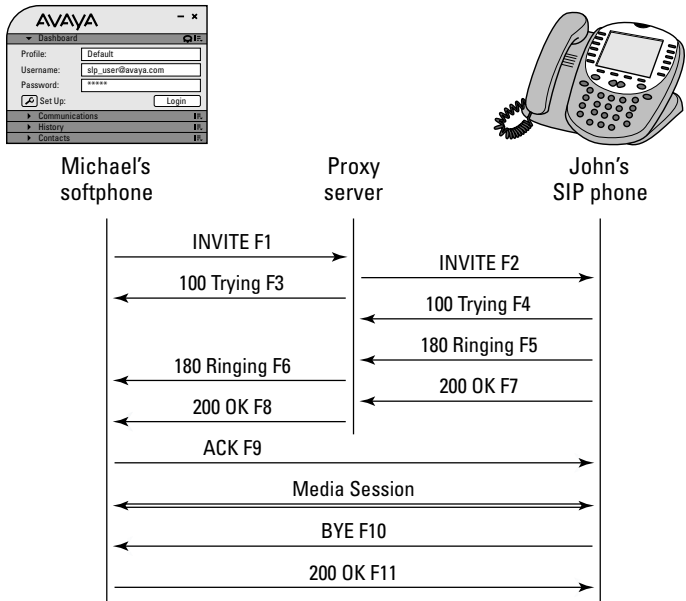 AVAYA
Dashboard
Profile: Default
Username: slp_user@avaya.com
Password: *****
Set Up: Login
Communications
History
Contacts
Michael's
softphone
Proxy
server
John's
SIP phone
INVITE F1
INVITE F2
100 Trying F3
100 Trying F4
180 Ringing F5
180 Ringing F6
200 OK F7
200 OK F8
ACK F9
Media Session
BYE F10
200 OK F11